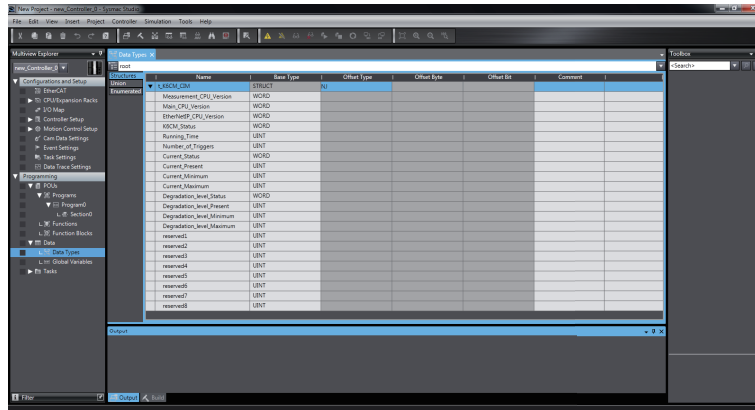 New Project - new_Controller_0 - Sysmac Studio
File Edit View Insert Project Controller Simulation Tools Help
Multiview Explorer
new_Controller_0
Configurations and Setup
EtherCAT
CPU/Expansion Racks
I/O Map
Controller Setup
Motion Control Setup
Cam Data Settings
Event Settings
Task Settings
Data Trace Settings
Programming
POUs
Programs
Program0
Section0
Functions
Function Blocks
Data
Data Types
Global Variables
Tasks
Filter
Data Types
root
Structures
Union
Enumerated
Name Base Type Offset Type Offset Byte Offset Bit Comment
s_K6CM_CIM STRUCT NJ
Measurement_CPU_Version WORD
Main_CPU_Version WORD
EtherNetIP_CPU_Version WORD
K6CM_Status WORD
Running_Time UINT
Number_of_Triggers UINT
Current_Status WORD
Current_Present UINT
Current_Minimum UINT
Current_Maximum UINT
Degradation_level_Status WORD
Degradation_level_Present UINT
Degradation_level_Minimum UINT
Degradation_level_Maximum UINT
reserved1 UINT
reserved2 UINT
reserved3 UINT
reserved4 UINT
reserved5 UINT
reserved6 UINT
reserved7 UINT
reserved8 UINT
Output
Output Build
Toolbox
<Search>